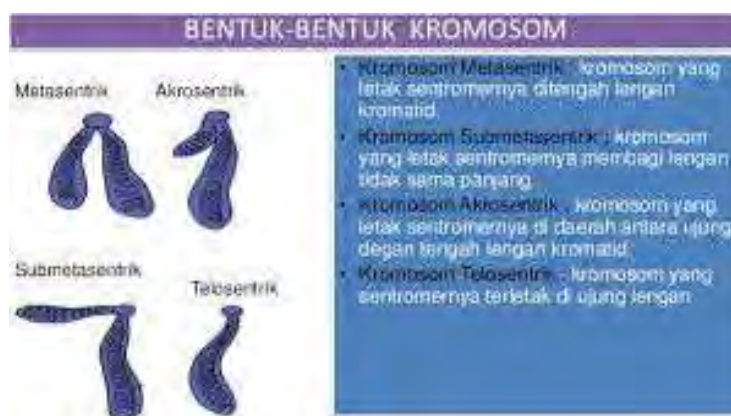 BENTUK-BENTUK KROMOSOM
Metasentrik
Akrosentrik
Submetasentrik
Telosentrik
• Kromosom Metasentrik : kromosom yang
letak sentromernya ditengah lengan
kromatid
• Kromosom Submetasentrik : kromosom
yang letak sentromernya membagi lengan
tidak sama panjang
• Kromosom Akrosentrik : kromosom yang
letak sentromernya di daerah antara ujung
degan tengah lengan kromatid
• Kromosom Telosentrik : kromosom yang
sentromernya terletak di ujung lengan